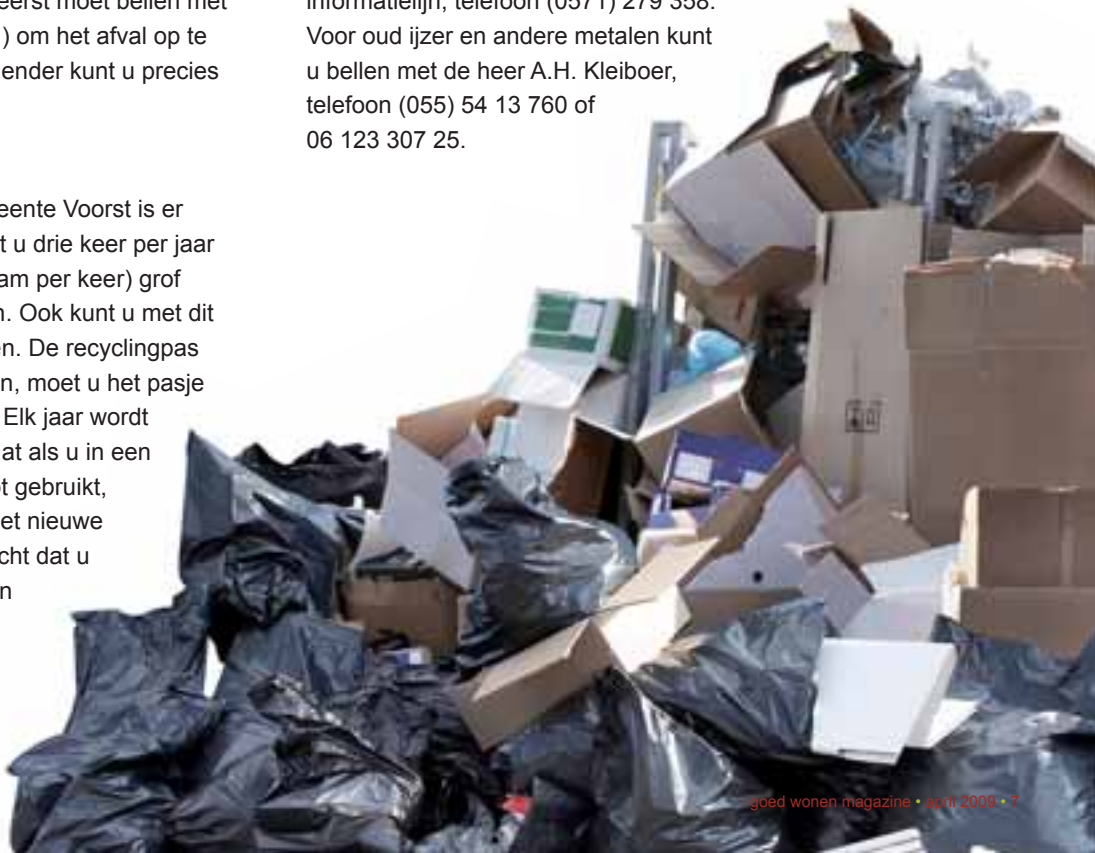 eerst moet bellen met
) om het afval op te
ender kunt u precies
eente Voorst is er
t u drie keer per jaar
am per keer) grof
n. Ook kunt u met dit
en. De recyclingpas
n, moet u het pasje
Elk jaar wordt
at als u in een
ot gebruikt,
et nieuwe
cht dat u
n
informatielijn, telefoon (0571) 279 358.
Voor oud ijzer en andere metalen kunt
u bellen met de heer A.H. Kleiboer,
telefoon (055) 54 13 760 of
06 123 307 25.
goed wonen magazine • april 2009 • 7